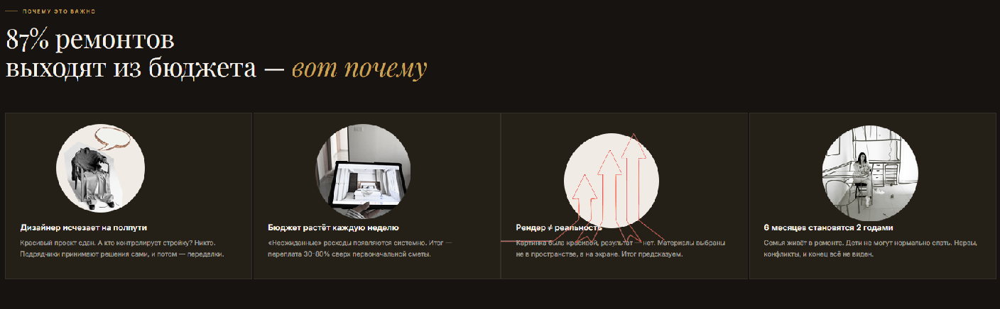 ПОЧЕМУ ЭТО ВАЖНО
87% ремонтов
выходят из бюджета — вот почему
Дизайнер исчезает на полпути
Красивый проект сдан. А кто контролирует стройку? Никто.
Подрядчики принимают решения сами, и потом — переделки.
Бюджет растёт каждую неделю
«Неожиданные» расходы появляются системно. Итог —
переплата 30–80% сверх первоначальной сметы.
Рендер ≠ реальность
Картинка была красивой, результат — нет. Материалы выбраны
не в пространстве, а на экране. Итог предсказуем.
6 месяцев становятся 2 годами
Семья живёт в ремонте. Дети не могут нормально спать. Нервы,
конфликты, и конец всё не виден.